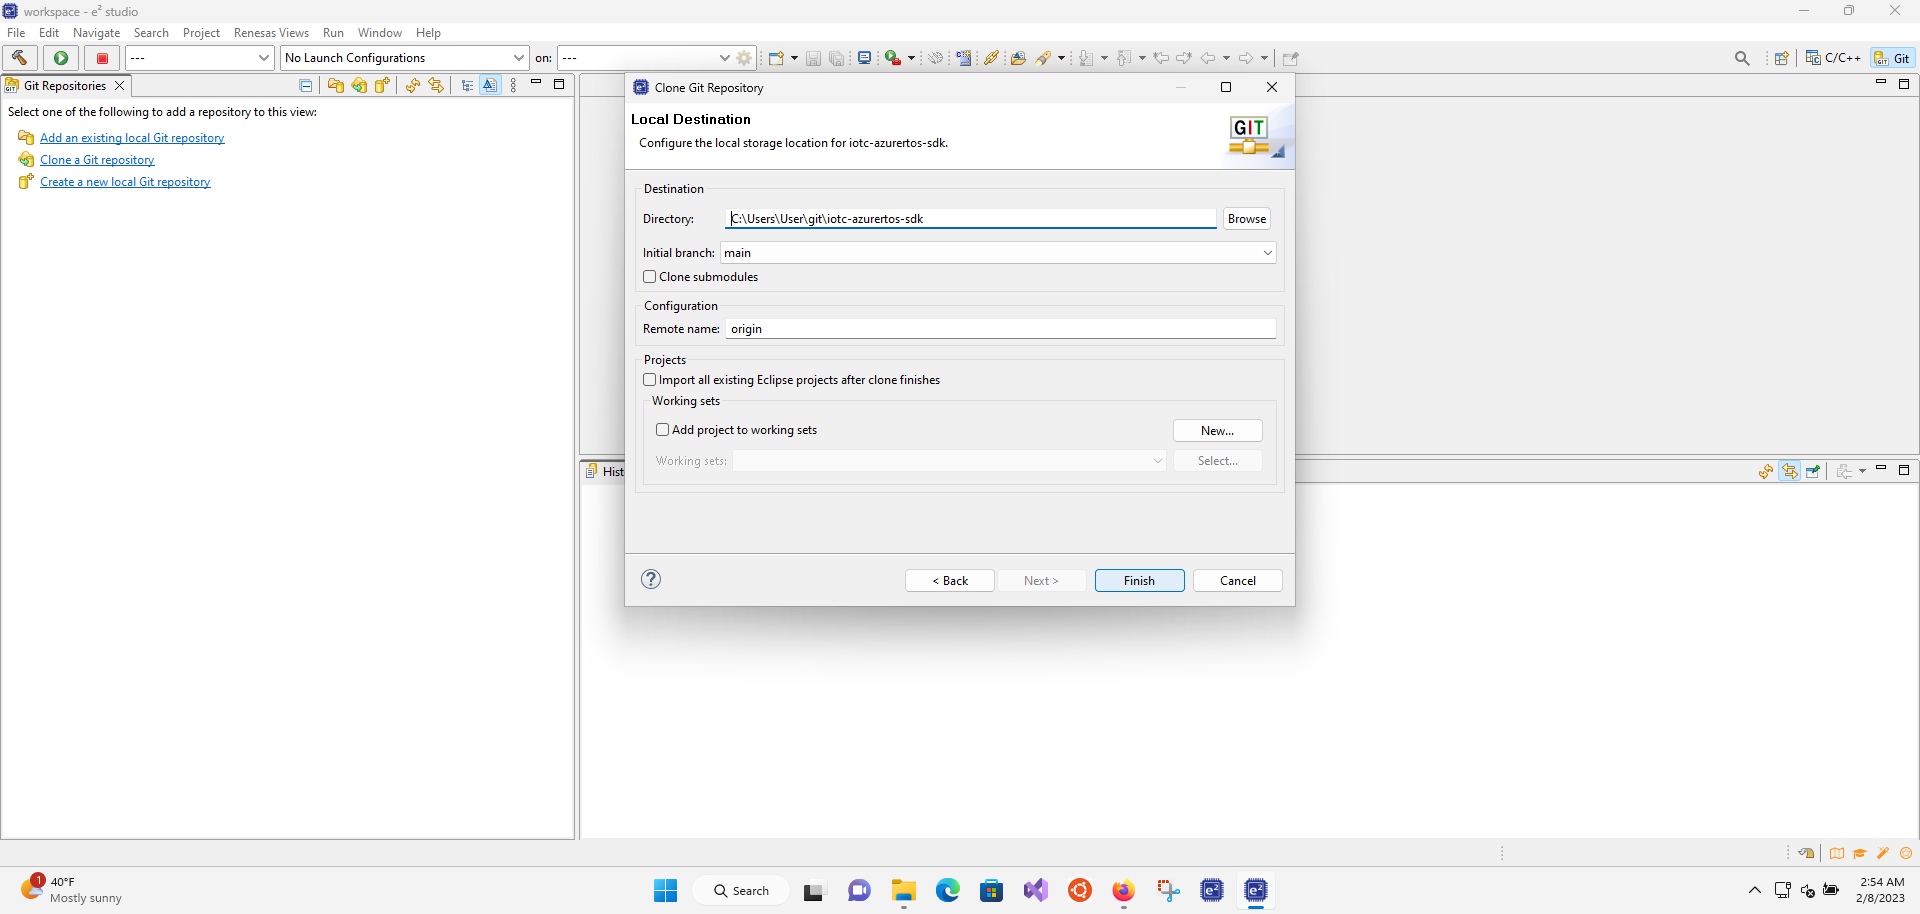 workspace - e² studio
File Edit Navigate Search Project Renesas Views Run Window Help
--- No Launch Configurations on: --- C/C++ Git
Git Repositories
Select one of the following to add a repository to this view:
Add an existing local Git repository
Clone a Git repository
Create a new local Git repository
Clone Git Repository
Local Destination
Configure the local storage location for iotc-azurertos-sdk.
GIT
Destination
Directory: C:\Users\User\git\iotc-azurertos-sdk Browse
Initial branch: main
Clone submodules
Configuration
Remote name: origin
Projects
Import all existing Eclipse projects after clone finishes
Working sets
Add project to working sets New...
Working sets: Select...
Hist
< Back Next > Finish Cancel
1
40°F
Mostly sunny
Search
2:54 AM
2/8/2023